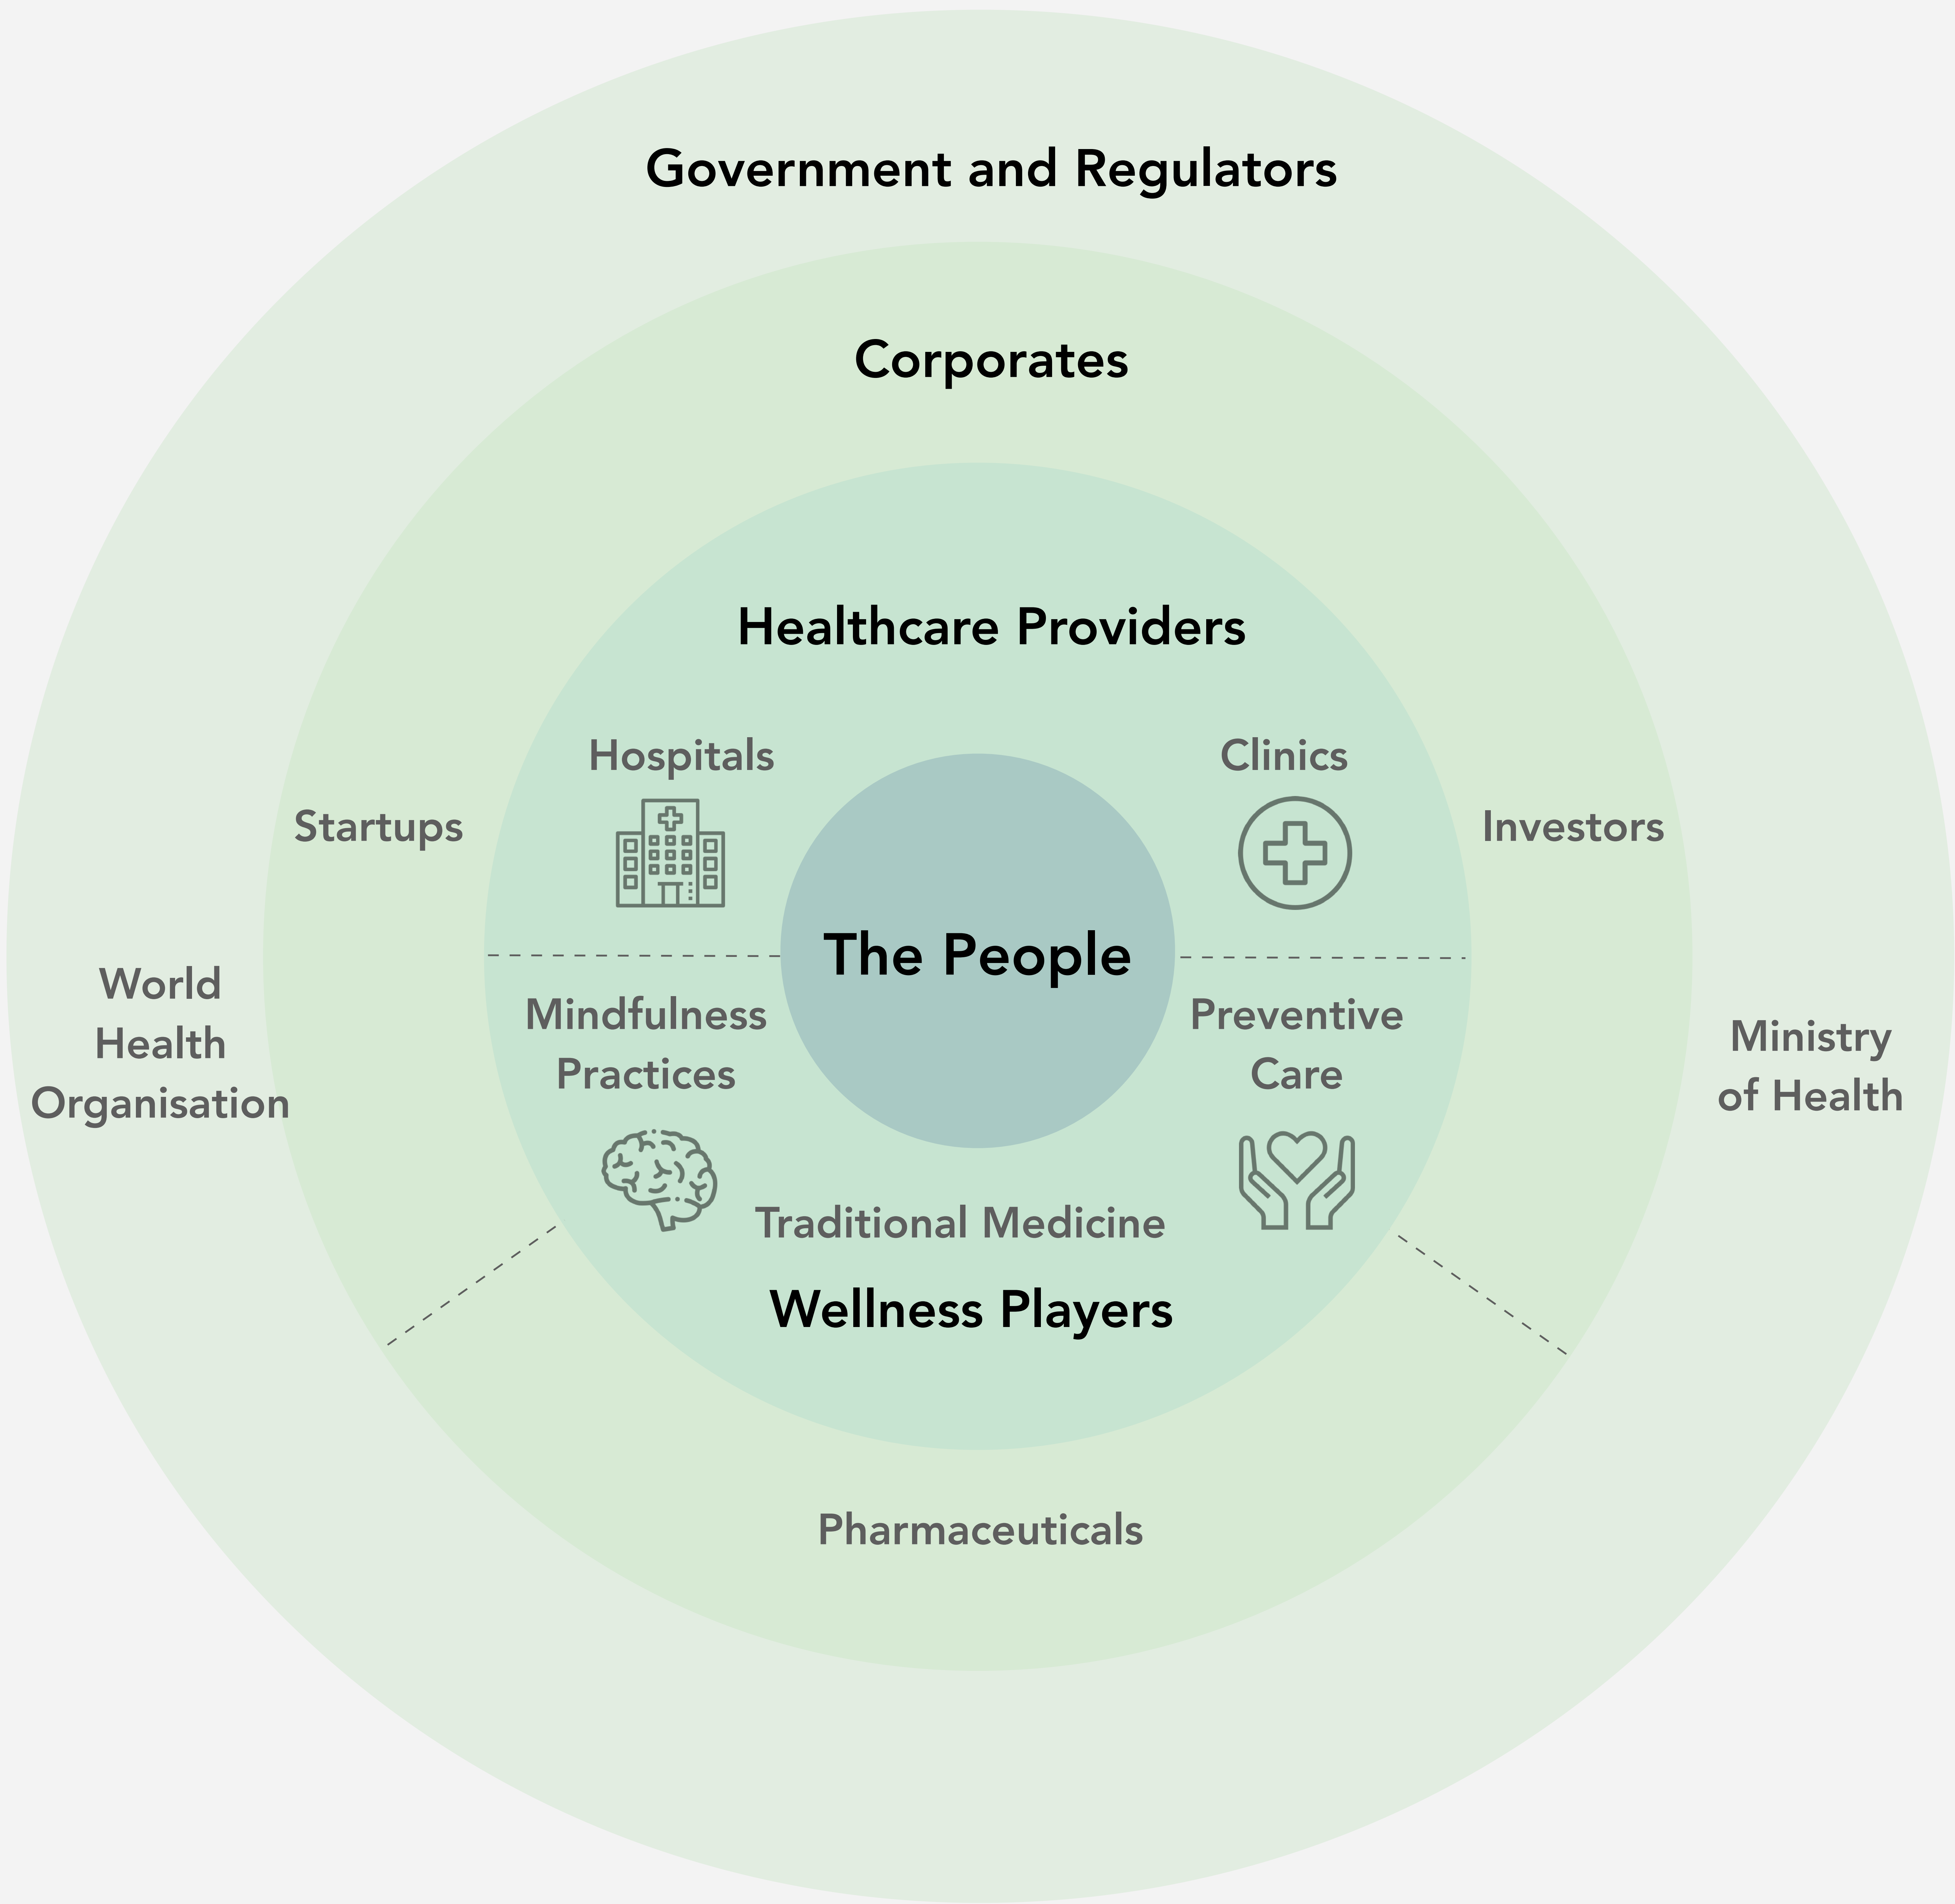 Government and Regulators
Corporates
Healthcare Providers
Hospitals
Clinics
Startups
Investors
The People
World
Health
Organisation
Mindfulness
Practices
Preventive
Care
Ministry
of Health
Traditional Medicine
Wellness Players
Pharmaceuticals